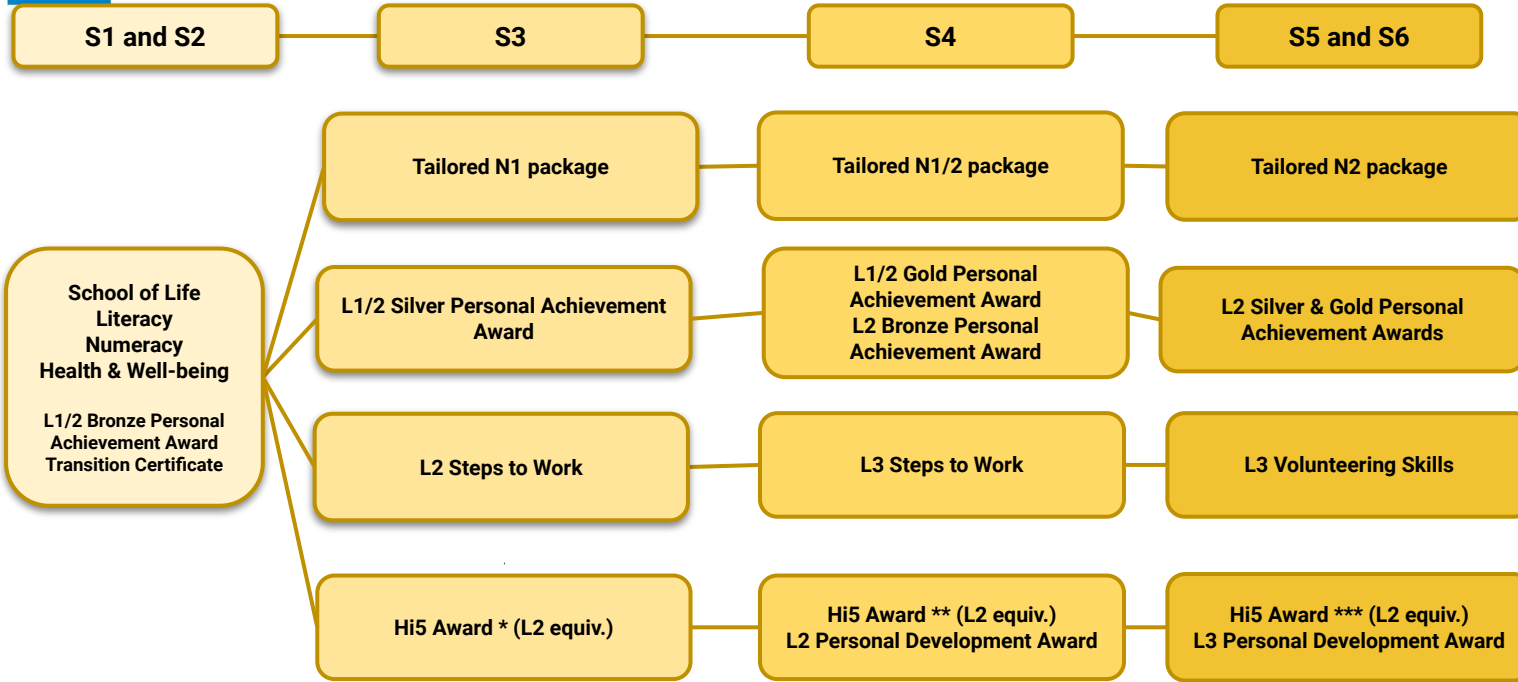 S1 and S2
S3
S4
S5 and S6
Tailored N1 package
Tailored N1/2 package
Tailored N2 package
School of Life
Literacy
Numeracy
Health & Well-being
L1/2 Bronze Personal
Achievement Award
Transition Certificate
L1/2 Silver Personal Achievement
Award
L1/2 Gold Personal
Achievement Award
L2 Bronze Personal
Achievement Award
L2 Silver & Gold Personal
Achievement Awards
L2 Steps to Work
L3 Steps to Work
L3 Volunteering Skills
Hi5 Award * (L2 equiv.)
Hi5 Award ** (L2 equiv.)
L2 Personal Development Award
Hi5 Award *** (L2 equiv.)
L3 Personal Development Award